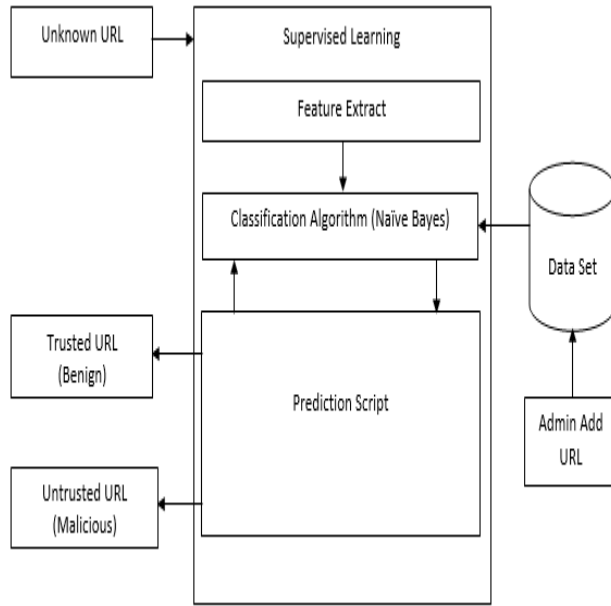 Unknown URL
Supervised Learning
Feature Extract
Classification Algorithm (Naïve Bayes)
Data Set
Trusted URL
(Benign)
Prediction Script
Admin Add
URL
Untrusted URL
(Malicious)